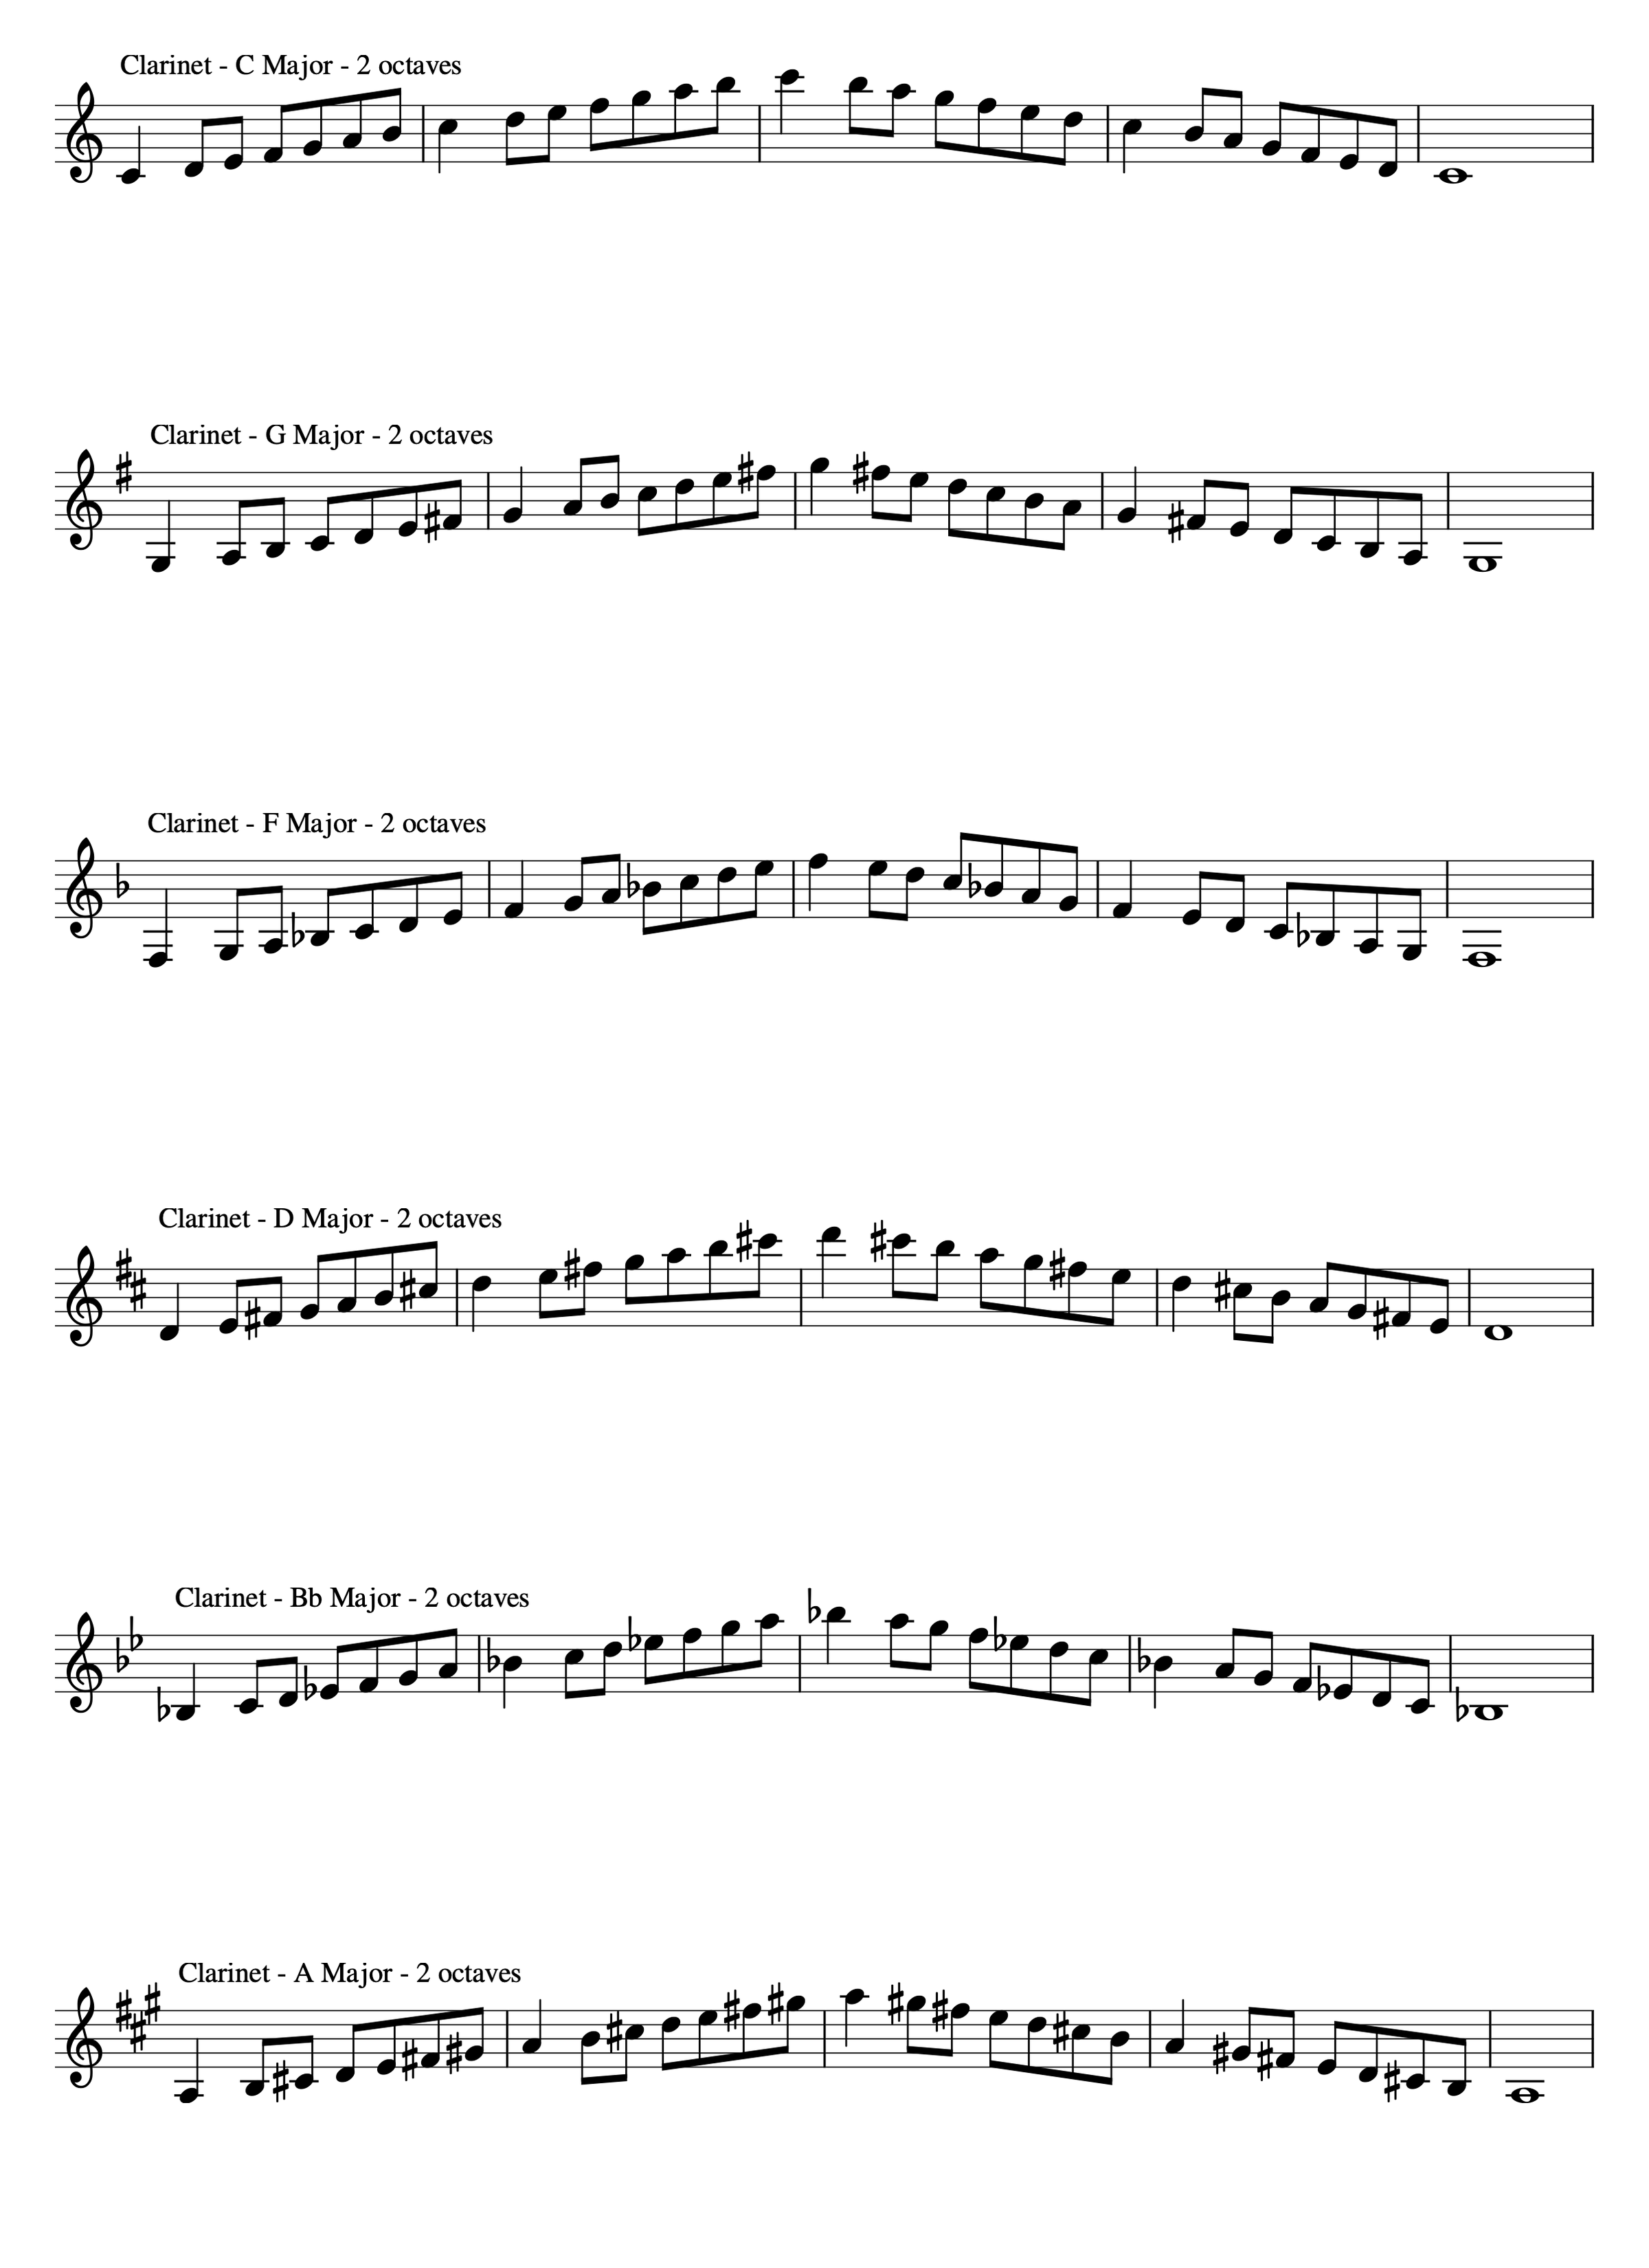 Clarinet - C Major - 2 octaves
Clarinet - G Major - 2 octaves
Clarinet - F Major - 2 octaves
Clarinet - D Major - 2 octaves
Clarinet - Bb Major - 2 octaves
Clarinet - A Major - 2 octaves